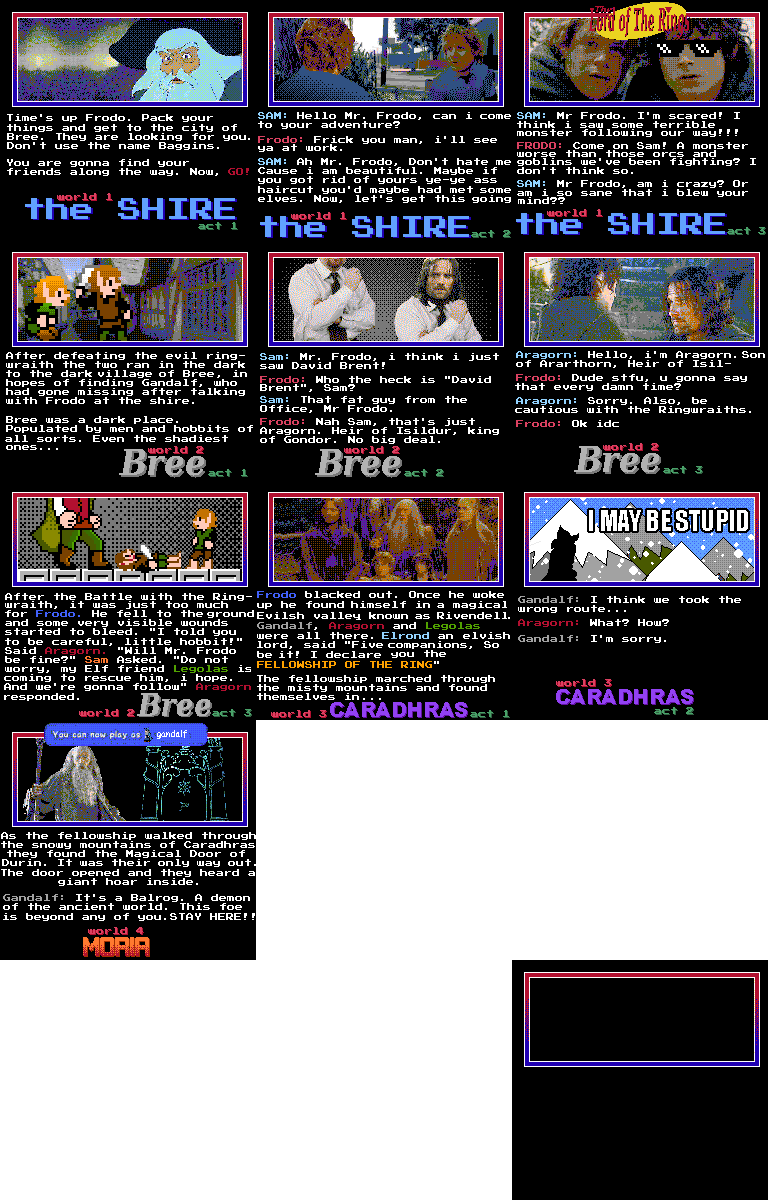 Time's up Frodo. Pack your
things and get to the city of
Bree. They are looking for you.
Don't use the name Baggins.
You are gonna find your
friends along the way. Now, GO!
world 1
the SHIRE
act 1
SAM: Hello Mr. Frodo, can i come
to your adventure?
Frodo: Frick you man, i'll see
ya at work.
SAM: Ah Mr. Frodo, Don't hate me
Cause i am beautiful. Maybe if
you got rid of yours ye-ye ass
haircut you'd maybe had met some
elves. Now, let's get this going
world 1
the SHIRE
act 2
The
Lord of The Rings
SAM: Mr Frodo. I'm scared! I
think i saw some terrible
monster following our way!!!
FRODO: Come on Sam! A monster
worse than those orcs and
goblins we've been fighting? I
don't think so.
SAM: Mr Frodo, am i crazy? Or
am i so sane that i blew your
mind??
world 1
the SHIRE
act 3
After defeating the evil ring-
wraith the two ran in the dark
to the dark village of Bree, in
hopes of finding Gandalf, who
had gone missing after talking
with Frodo at the shire.
Bree was a dark place.
Populated by men and hobbits of
all sorts. Even the shadiest
ones...
world 2
Bree
act 1
Sam: Mr. Frodo, i think i just
saw David Brent!
Frodo: Who the heck is "David
Brent", Sam?
Sam: That fat guy from the
Office, Mr Frodo.
Frodo: Nah Sam, that's just
Aragorn. Heir of Isildur, king
of Gondor. No big deal.
world 2
Bree
act 2
Aragorn: Hello, i'm Aragorn.Son
of Ararthorn, Heir of Isil-
Frodo: Dude stfu, u gonna say
that every damn time?
Aragorn: Sorry. Also, be
cautious with the Ringwraiths.
Frodo: Ok idc
world 2
Bree
act 3
After the Battle with the Ring-
wraith, it was just too much
for Frodo. He fell to the ground
and some very visible wounds
started to bleed. "I told you
to be careful, little hobbit!"
Said Aragorn. "Will Mr. Frodo
be fine?" Sam Asked. "Do not
worry, my Elf friend Legolas is
coming to rescue him, i hope.
And we're gonna follow" Aragorn
responded.
world 2
Bree
act 3
Frodo blacked out. Once he woke
up he found himself in a magical
Evilsh valley known as Rivendell.
Gandalf, Aragorn and Legolas
were all there. Elrond an elvish
lord, said "Five companions, So
be it! I declare you the
FELLOWSHIP OF THE RING"
The fellowship marched through
the misty mountains and found
themselves in...
world 3
CARADHRAS
act 1
I MAY BE STUPID
Gandalf: I think we took the
wrong route...
Aragorn: What? How?
Gandalf: I'm sorry.
world 3
CARADHRAS
act 2
You can now play as gandalf
As the fellowship walked through
the snowy mountains of Caradhras
they found the Magical Door of
Durin. It was their only way out.
The door opened and they heard a
giant hoar inside.
Gandalf: It's a Balrog. A demon
of the ancient world. This foe
is beyond any of you.STAY HERE!!
world 4
MORIA